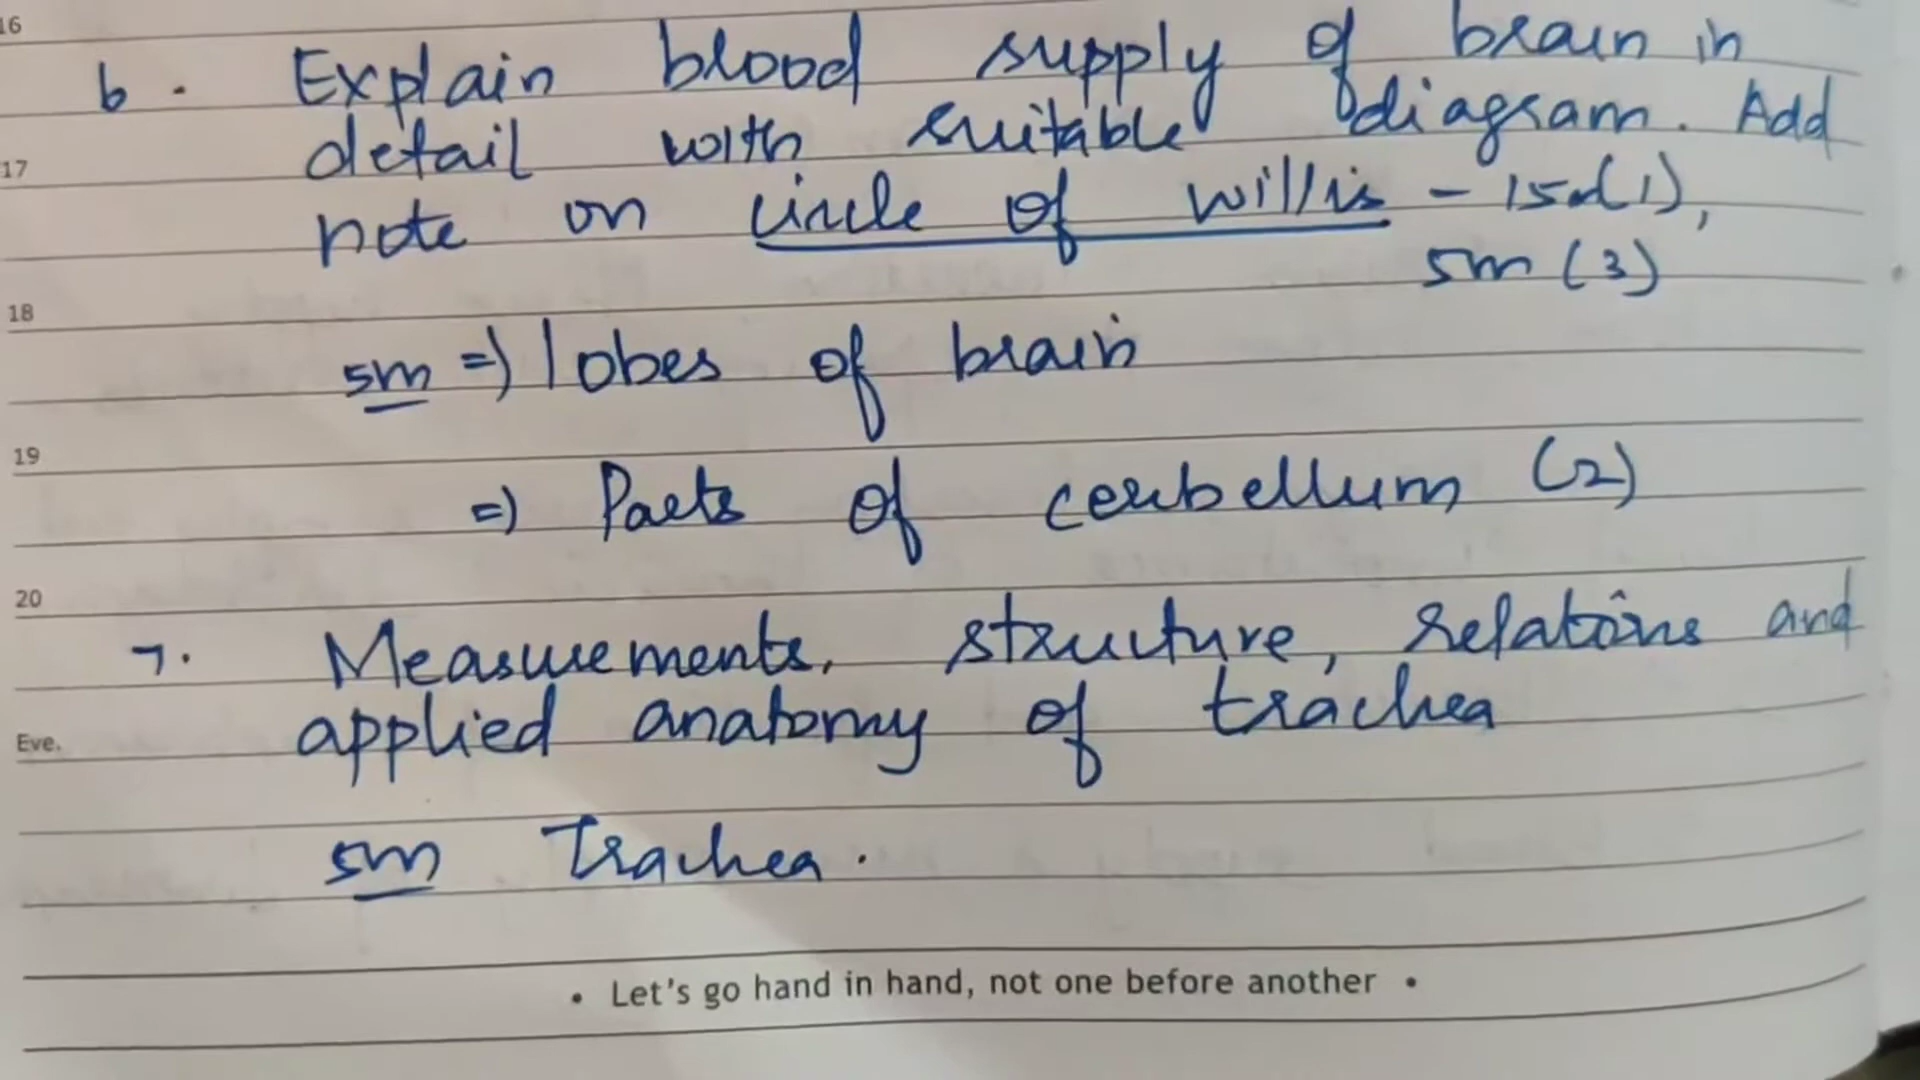 16
b. Explain blood supply of brain in
detail with suitable diagram. Add
17
note on circle of willis - 15m(1),
5m (3)
18
5m => lobes of brain
19
=> Parts of cerebellum (2)
20
7. Measurements, structure, relations and
applied anatomy of trachea
Eve.
5m Trachea.
• Let's go hand in hand, not one before another •